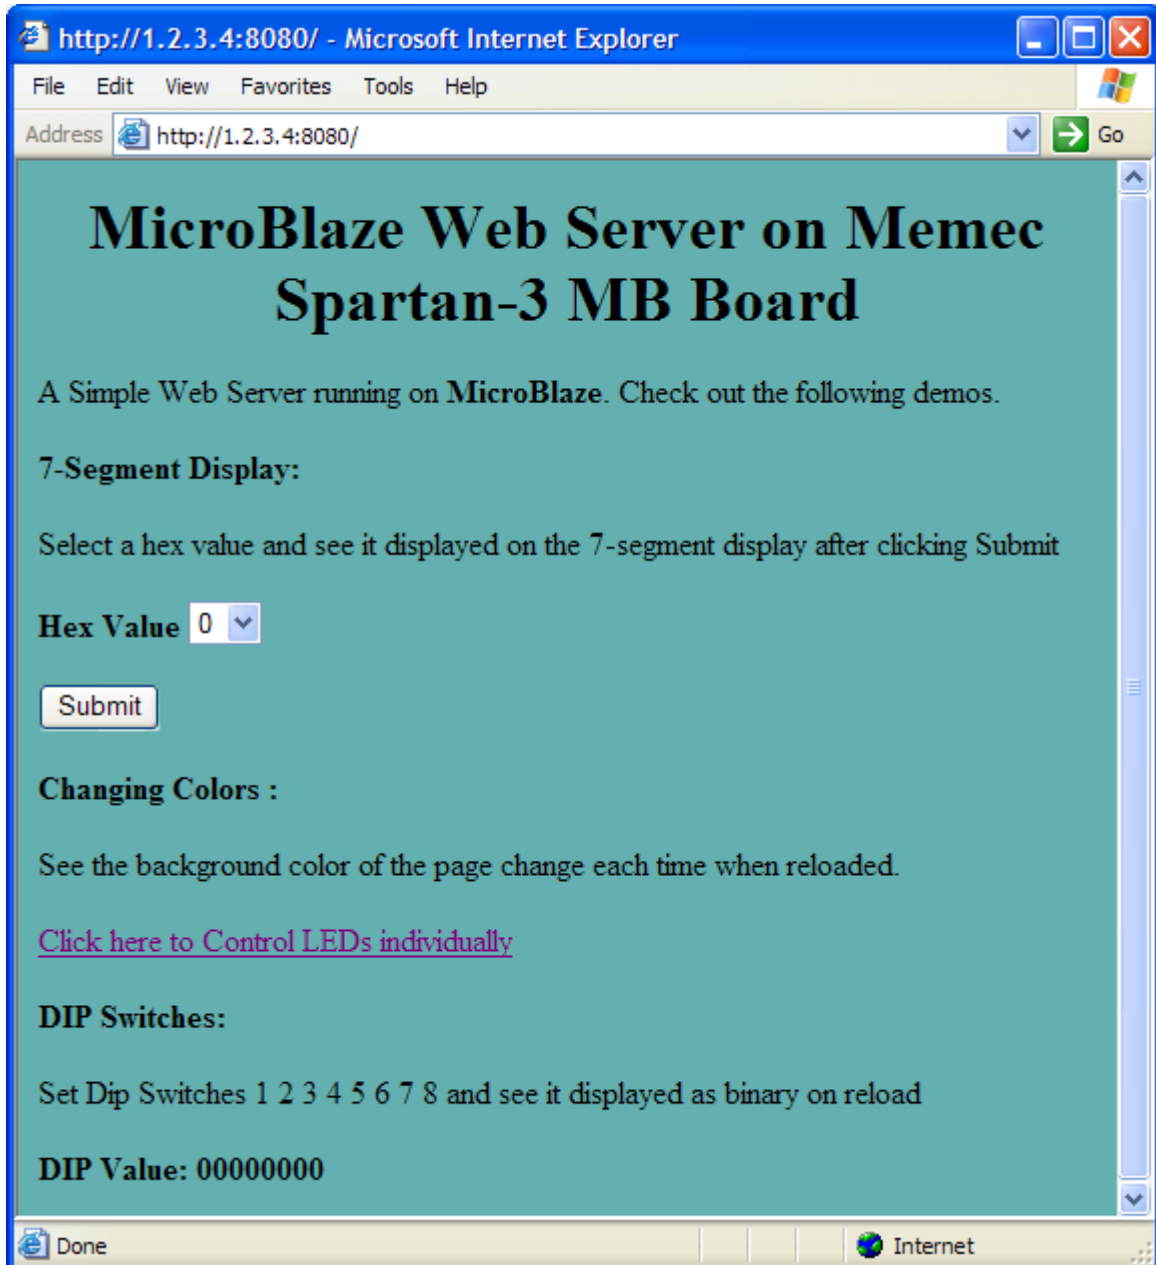 http://1.2.3.4:8080/ - Microsoft Internet Explorer
File Edit View Favorites Tools Help
Address http://1.2.3.4:8080/ Go
MicroBlaze Web Server on Memec
Spartan-3 MB Board
A Simple Web Server running on MicroBlaze. Check out the following demos.
7-Segment Display:
Select a hex value and see it displayed on the 7-segment display after clicking Submit
Hex Value 0
Submit
Changing Colors :
See the background color of the page change each time when reloaded.
Click here to Control LEDs individually
DIP Switches:
Set Dip Switches 1 2 3 4 5 6 7 8 and see it displayed as binary on reload
DIP Value: 00000000
Done Internet